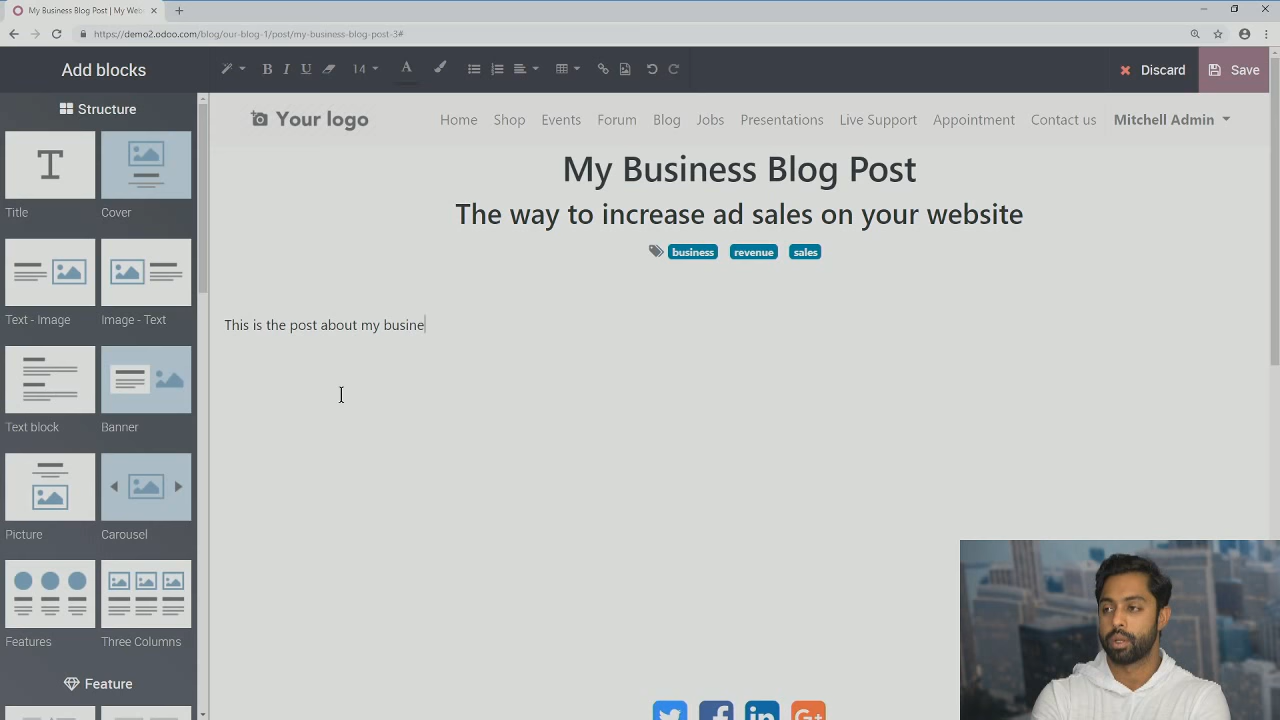 My Business Blog Post | My Web
https://demo2.odoo.com/blog/our-blog-1/post/my-business-blog-post-3#
Add blocks
B I U 14 A
Discard
Save
Structure
Your logo
Home Shop Events Forum Blog Jobs Presentations Live Support Appointment Contact us Mitchell Admin
My Business Blog Post
The way to increase ad sales on your website
business revenue sales
This is the post about my busine
Title Cover
Text - Image Image - Text
Text block Banner
Picture Carousel
Features Three Columns
Feature